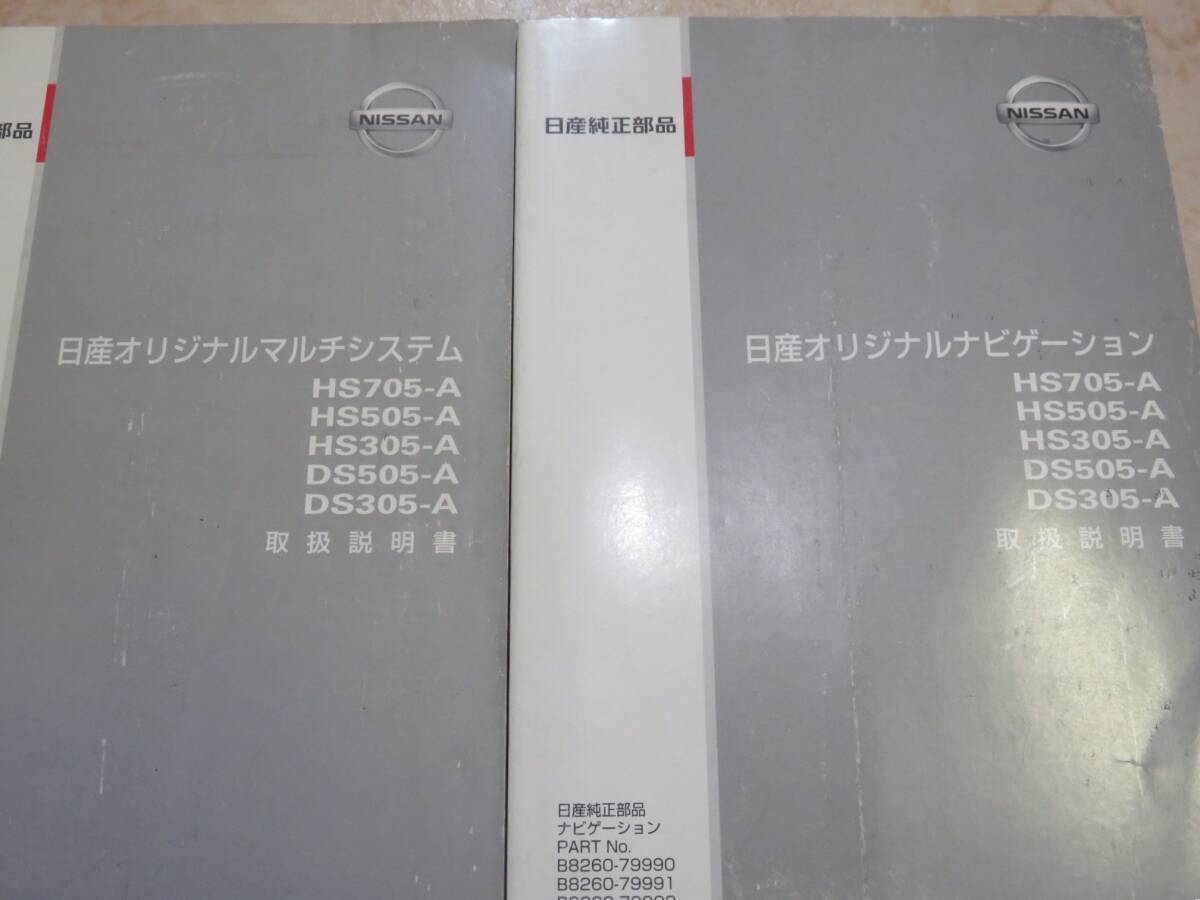 部品
NISSAN
日産オリジナルマルチシステム
HS705-A
HS505-A
HS305-A
DS505-A
DS305-A
取扱説明書
日産純正部品
NISSAN
日産オリジナルナビゲーション
HS705-A
HS505-A
HS305-A
DS505-A
DS305-A
取扱説明書
日産純正部品
ナビゲーション
PART No.
B8260-79990
B8260-79991